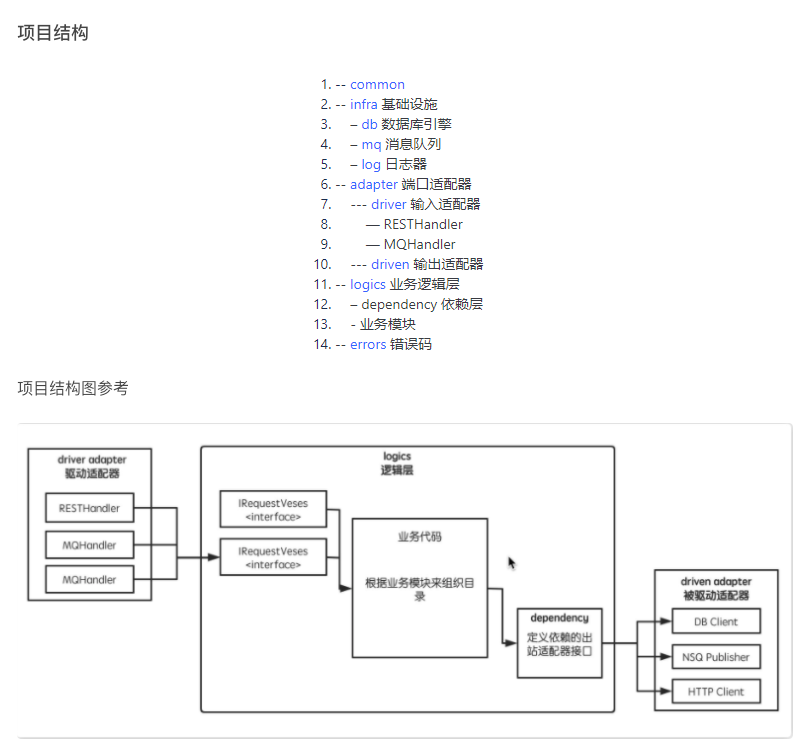 项目结构
1. -- common
2. -- infra 基础设施
3. – db 数据库引擎
4. – mq 消息队列
5. – log 日志器
6. -- adapter 端口适配器
7. --- driver 输入适配器
8. — RESTHandler
9. — MQHandler
10. --- driven 输出适配器
11. -- logics 业务逻辑层
12. – dependency 依赖层
13. - 业务模块
14. -- errors 错误码
项目结构图参考
driver adapter
驱动适配器
RESTHandler
MQHandler
MQHandler
logics
逻辑层
IRequestVeses
<interface>
IRequestVeses
<interface>
业务代码
根据业务模块来组织目
录
dependency
定义依赖的出
站适配器接口
driven adapter
被驱动适配器
DB Client
NSQ Publisher
HTTP Client